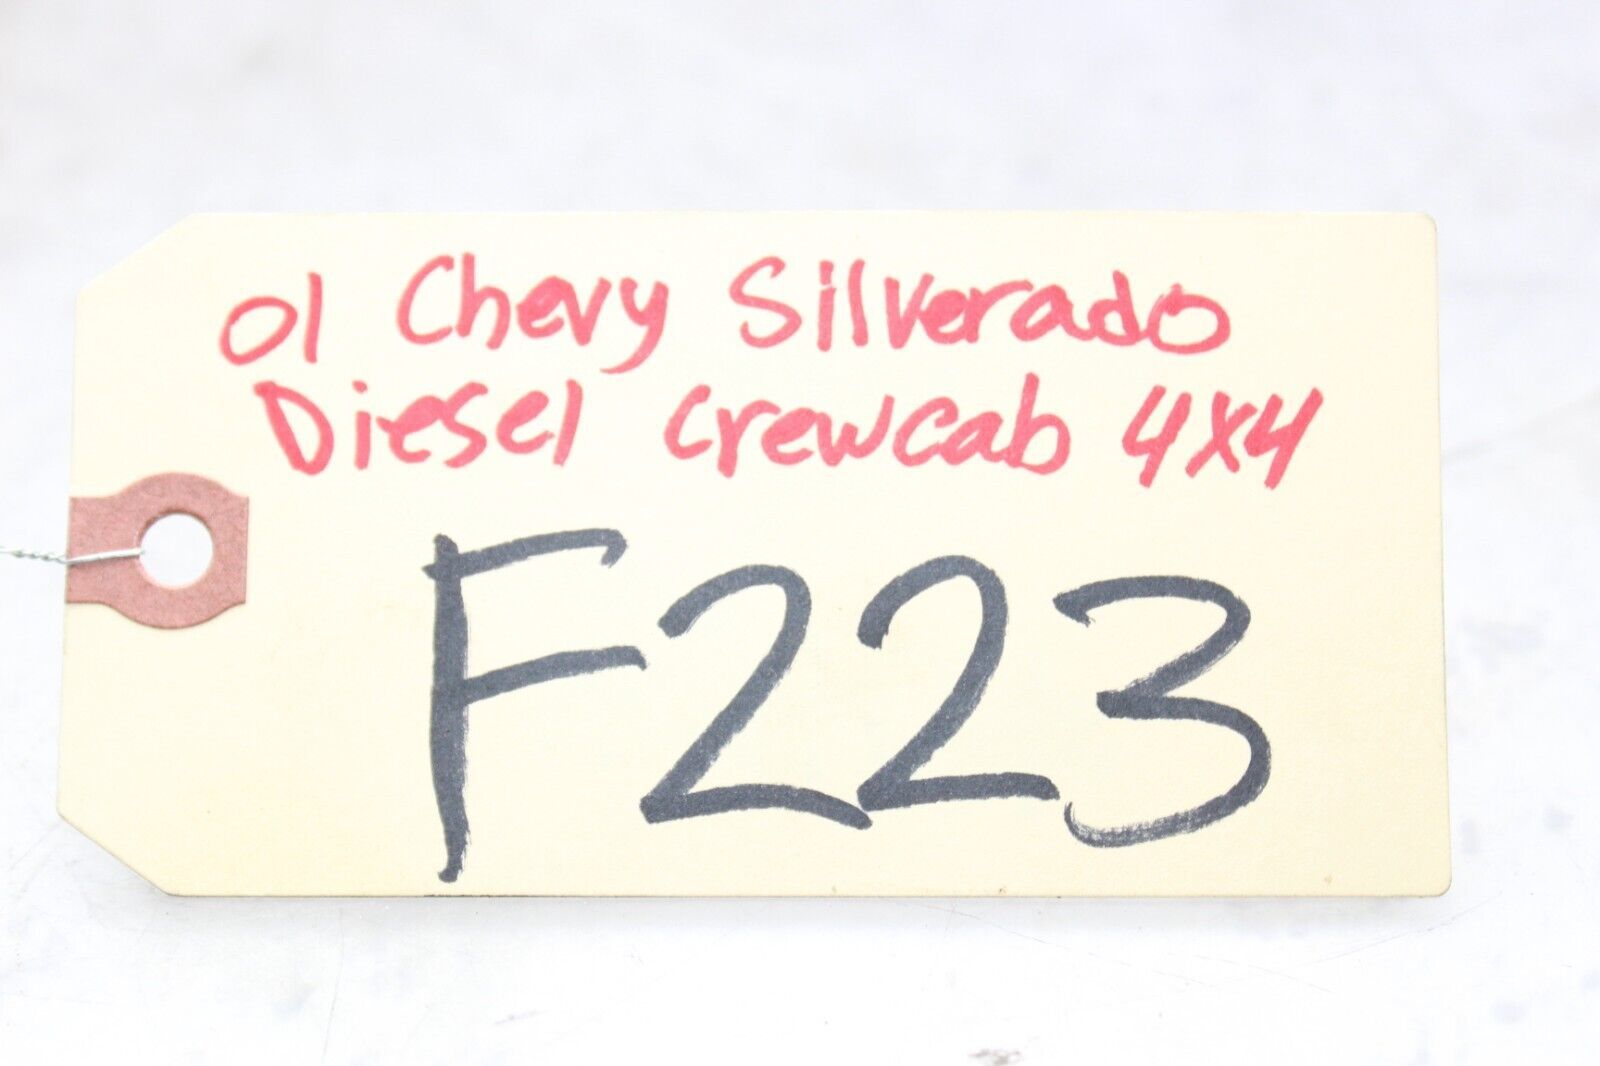 01 Chevy Silverado
Diesel crewcab 4x4
F223